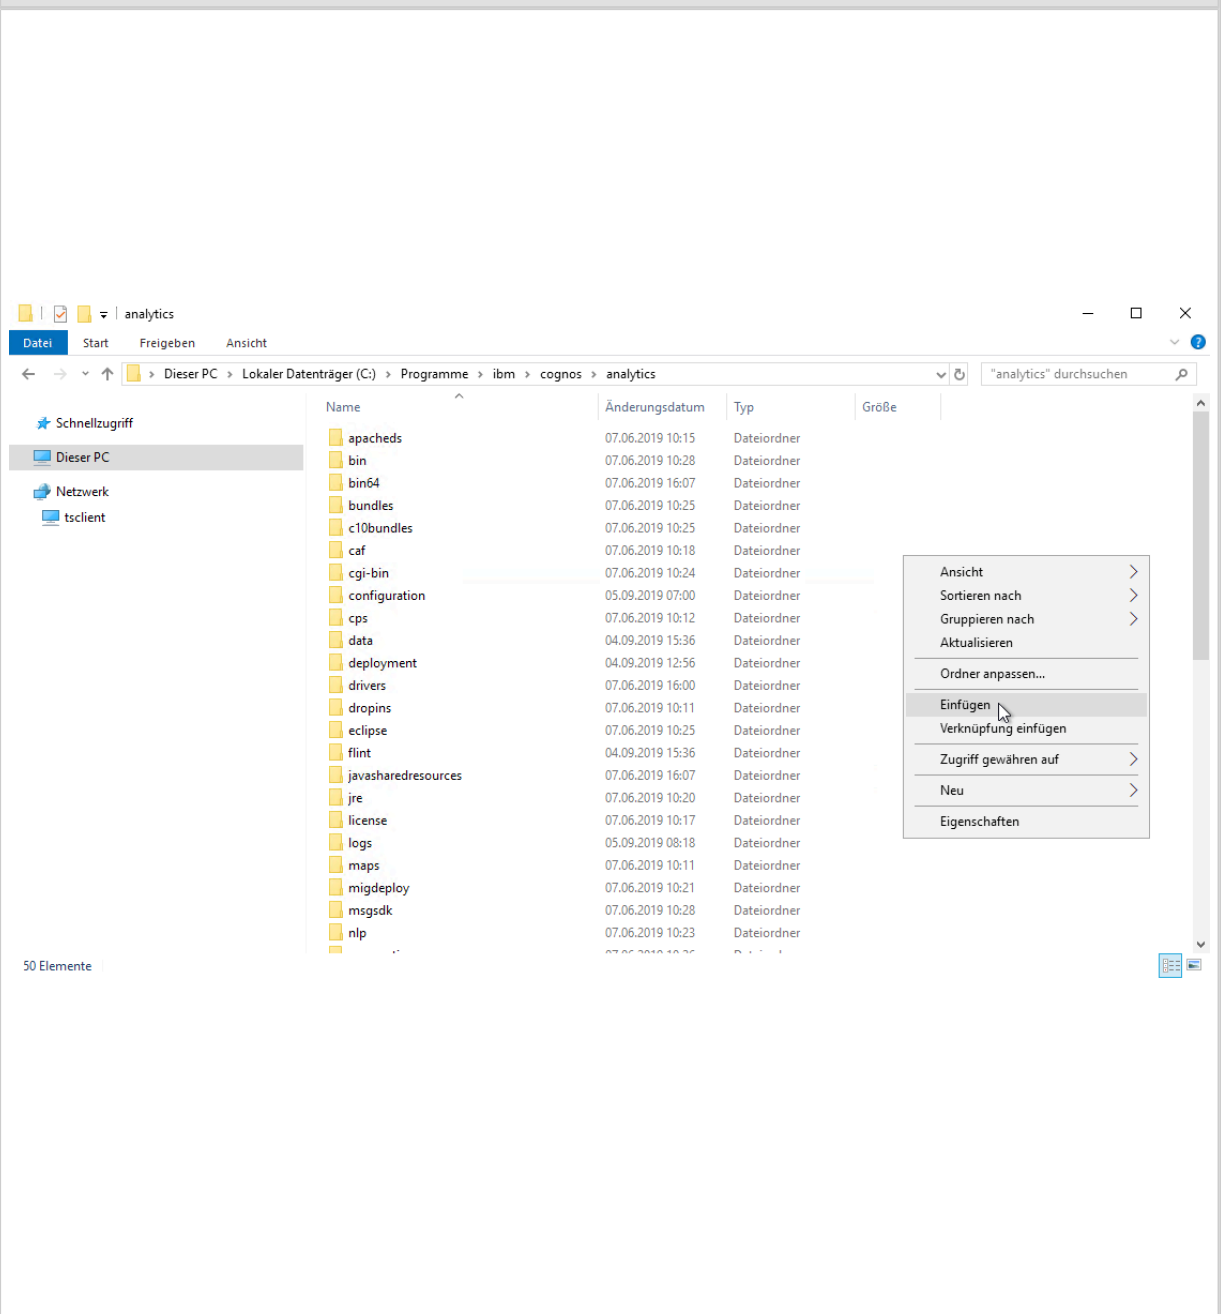 analytics
Datei Start Freigeben Ansicht
Dieser PC Lokaler Datenträger (C:) Programme ibm cognos analytics "analytics" durchsuchen
Name Änderungsdatum Typ Größe
Schnellzugriff
Dieser PC
Netzwerk
tsclient
apacheds 07.06.2019 10:15 Dateiordner
bin 07.06.2019 10:28 Dateiordner
bin64 07.06.2019 16:07 Dateiordner
bundles 07.06.2019 10:25 Dateiordner
c10bundles 07.06.2019 10:25 Dateiordner
caf 07.06.2019 10:18 Dateiordner
cgi-bin 07.06.2019 10:24 Dateiordner
configuration 05.09.2019 07:00 Dateiordner
cps 07.06.2019 10:12 Dateiordner
data 04.09.2019 15:36 Dateiordner
deployment 04.09.2019 12:56 Dateiordner
drivers 07.06.2019 16:00 Dateiordner
dropins 07.06.2019 10:11 Dateiordner
eclipse 07.06.2019 10:25 Dateiordner
flint 04.09.2019 15:36 Dateiordner
javasharedresources 07.06.2019 16:07 Dateiordner
jre 07.06.2019 10:20 Dateiordner
license 07.06.2019 10:17 Dateiordner
logs 05.09.2019 08:18 Dateiordner
maps 07.06.2019 10:11 Dateiordner
migdeploy 07.06.2019 10:21 Dateiordner
msgsdk 07.06.2019 10:28 Dateiordner
nlp 07.06.2019 10:23 Dateiordner
Ansicht
Sortieren nach
Gruppieren nach
Aktualisieren
Ordner anpassen...
Einfügen
Verknüpfung einfügen
Zugriff gewähren auf
Neu
Eigenschaften
50 Elemente